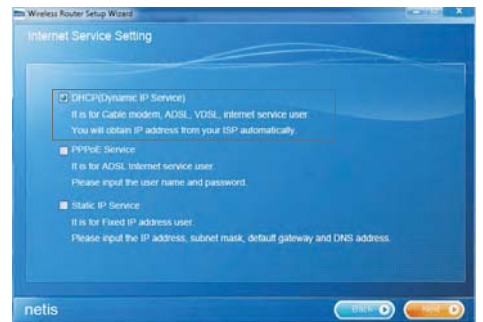 Wireless Router Setup Wizard
Internet Service Setting
DHCP(Dynamic IP Service)
It is for Cable modem, ADSL, VDSL, internet service user
You will obtain IP address from your ISP automatically.
PPPoE Service
It is for ADSL Internet service user.
Please input the user name and password.
Static IP Service
It is for Fixed IP address user.
Please input the IP address, subnet mask, default gateway and DNS address.
netis
Back
Next